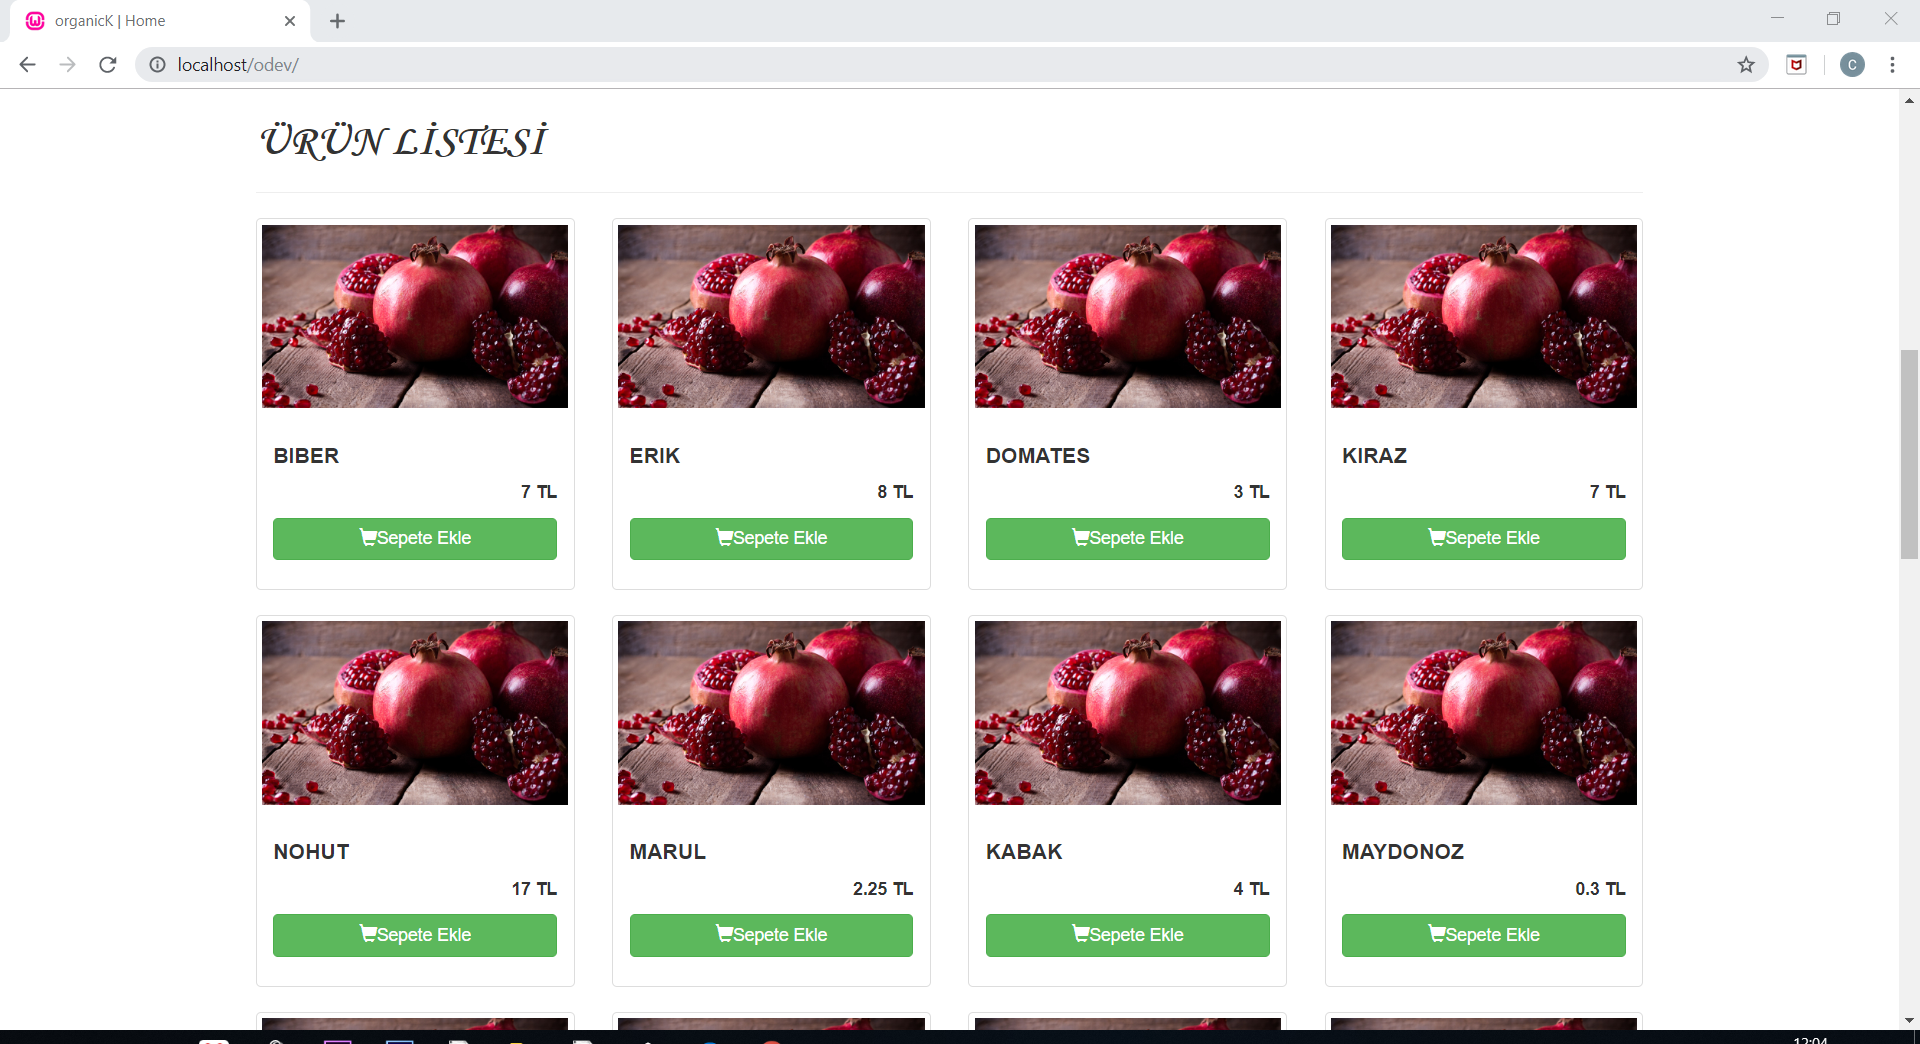 organicK | Home
localhost/odev/
C
ÜRÜN LİSTESİ
BIBER
7 TL
Sepete Ekle
ERIK
8 TL
Sepete Ekle
DOMATES
3 TL
Sepete Ekle
KIRAZ
7 TL
Sepete Ekle
NOHUT
17 TL
Sepete Ekle
MARUL
2.25 TL
Sepete Ekle
KABAK
4 TL
Sepete Ekle
MAYDONOZ
0.3 TL
Sepete Ekle
12:04